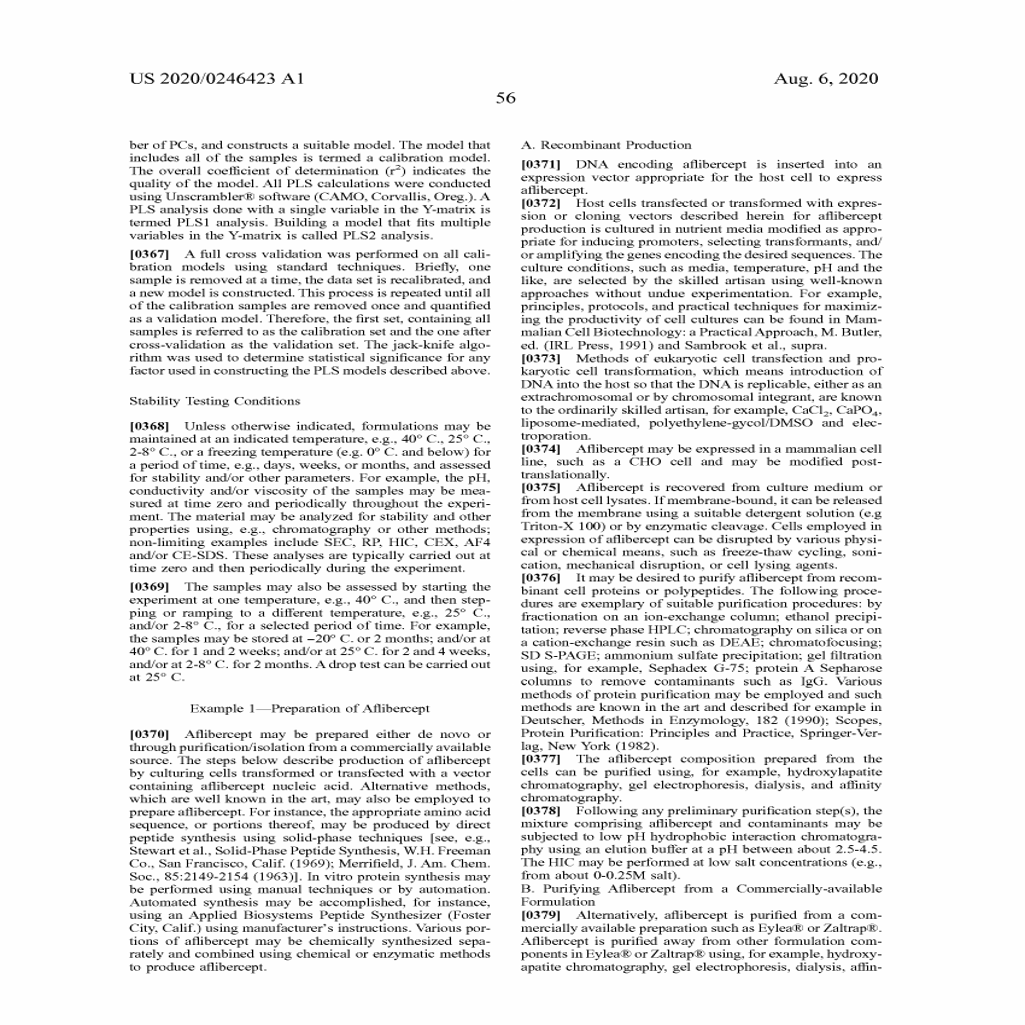 US 2020/0246423 A1
Aug. 6, 2020
56
ber of PCs, and constructs a suitable model. The model that
includes all of the samples is termed a calibration model.
The overall coefficient of determination (r²) indicates the
quality of the model. All PLS calculations were conducted
using Unscrambler® software (CAMO, Corvallis, Oreg.). A
PLS analysis done with a single variable in the Y-matrix is
termed PLS1 analysis. Building a model that fits multiple
variables in the Y-matrix is called PLS2 analysis.
[0367] A full cross validation was performed on all cali-
bration models using standard techniques. Briefly, one
sample is removed at a time, the data set is recalibrated, and
a new model is constructed. This process is repeated until all
of the calibration samples are removed once and quantified
as a validation model. Therefore, the first set, containing all
samples is referred to as the calibration set and the one after
cross-validation as the validation set. The jack-knife algo-
rithm was used to determine statistical significance for any
factor used in constructing the PLS models described above.
Stability Testing Conditions
[0368] Unless otherwise indicated, formulations may be
maintained at an indicated temperature, e.g., 40° C., 25° C.,
2-8° C., or a freezing temperature (e.g. 0° C. and below) for
a period of time, e.g., days, weeks, or months, and assessed
for stability and/or other parameters. For example, the pH,
conductivity and/or viscosity of the samples may be mea-
sured at time zero and periodically throughout the experi-
ment. The material may be analyzed for stability and other
properties using, e.g., chromatography or other methods;
non-limiting examples include SEC, RP, HIC, CEX, AF4
and/or CE-SDS. These analyses are typically carried out at
time zero and then periodically during the experiment.
[0369] The samples may also be assessed by starting the
experiment at one temperature, e.g., 40° C., and then step-
ping or ramping to a different temperature, e.g., 25° C.,
and/or 2-8° C., for a selected period of time. For example,
the samples may be stored at −20° C. or 2 months; and/or at
40° C. for 1 and 2 weeks; and/or at 25° C. for 2 and 4 weeks,
and/or at 2-8° C. for 2 months. A drop test can be carried out
at 25° C.
Example 1—Preparation of Aflibercept
[0370] Aflibercept may be prepared either de novo or
through purification/isolation from a commercially available
source. The steps below describe production of aflibercept
by culturing cells transformed or transfected with a vector
containing aflibercept nucleic acid. Alternative methods,
which are well known in the art, may also be employed to
prepare aflibercept. For instance, the appropriate amino acid
sequence, or portions thereof, may be produced by direct
peptide synthesis using solid-phase techniques [see, e.g.,
Stewart et al., Solid-Phase Peptide Synthesis, W.H. Freeman
Co., San Francisco, Calif. (1969); Merrifield, J. Am. Chem.
Soc., 85:2149-2154 (1963)]. In vitro protein synthesis may
be performed using manual techniques or by automation.
Automated synthesis may be accomplished, for instance,
using an Applied Biosystems Peptide Synthesizer (Foster
City, Calif.) using manufacturer's instructions. Various por-
tions of aflibercept may be chemically synthesized sepa-
rately and combined using chemical or enzymatic methods
to produce aflibercept.
A. Recombinant Production
[0371] DNA encoding aflibercept is inserted into an
expression vector appropriate for the host cell to express
aflibercept.
[0372] Host cells transfected or transformed with expres-
sion or cloning vectors described herein for aflibercept
production is cultured in nutrient media modified as appro-
priate for inducing promoters, selecting transformants, and/
or amplifying the genes encoding the desired sequences. The
culture conditions, such as media, temperature, pH and the
like, are selected by the skilled artisan using well-known
approaches without undue experimentation. For example,
principles, protocols, and practical techniques for maximiz-
ing the productivity of cell cultures can be found in Mam-
malian Cell Biotechnology: a Practical Approach, M. Butler,
ed. (IRL Press, 1991) and Sambrook et al., supra.
[0373] Methods of eukaryotic cell transfection and pro-
karyotic cell transformation, which means introduction of
DNA into the host so that the DNA is replicable, either as an
extrachromosomal or by chromosomal integrant, are known
to the ordinarily skilled artisan, for example, CaCl₂, CaPO₄,
liposome-mediated, polyethylene-gycol/DMSO and elec-
troporation.
[0374] Aflibercept may be expressed in a mammalian cell
line, such as a CHO cell and may be modified post-
translationally.
[0375] Aflibercept is recovered from culture medium or
from host cell lysates. If membrane-bound, it can be released
from the membrane using a suitable detergent solution (e.g
Triton-X 100) or by enzymatic cleavage. Cells employed in
expression of aflibercept can be disrupted by various physi-
cal or chemical means, such as freeze-thaw cycling, soni-
cation, mechanical disruption, or cell lysing agents.
[0376] It may be desired to purify aflibercept from recom-
binant cell proteins or polypeptides. The following proce-
dures are exemplary of suitable purification procedures: by
fractionation on an ion-exchange column; ethanol precipi-
tation; reverse phase HPLC; chromatography on silica or on
a cation-exchange resin such as DEAE; chromatofocusing;
SD S-PAGE; ammonium sulfate precipitation; gel filtration
using, for example, Sephadex G-75; protein A Sepharose
columns to remove contaminants such as IgG. Various
methods of protein purification may be employed and such
methods are known in the art and described for example in
Deutscher, Methods in Enzymology, 182 (1990); Scopes,
Protein Purification: Principles and Practice, Springer-Ver-
lag, New York (1982).
[0377] The aflibercept composition prepared from the
cells can be purified using, for example, hydroxylapatite
chromatography, gel electrophoresis, dialysis, and affinity
chromatography.
[0378] Following any preliminary purification step(s), the
mixture comprising aflibercept and contaminants may be
subjected to low pH hydrophobic interaction chromatogra-
phy using an elution buffer at a pH between about 2.5-4.5.
The HIC may be performed at low salt concentrations (e.g.,
from about 0-0.25M salt).
B. Purifying Aflibercept from a Commercially-available
Formulation
[0379] Alternatively, aflibercept is purified from a com-
mercially available preparation such as Eylea® or Zaltrap®.
Aflibercept is purified away from other formulation com-
ponents in Eylea® or Zaltrap® using, for example, hydroxy-
apatite chromatography, gel electrophoresis, dialysis, affin-